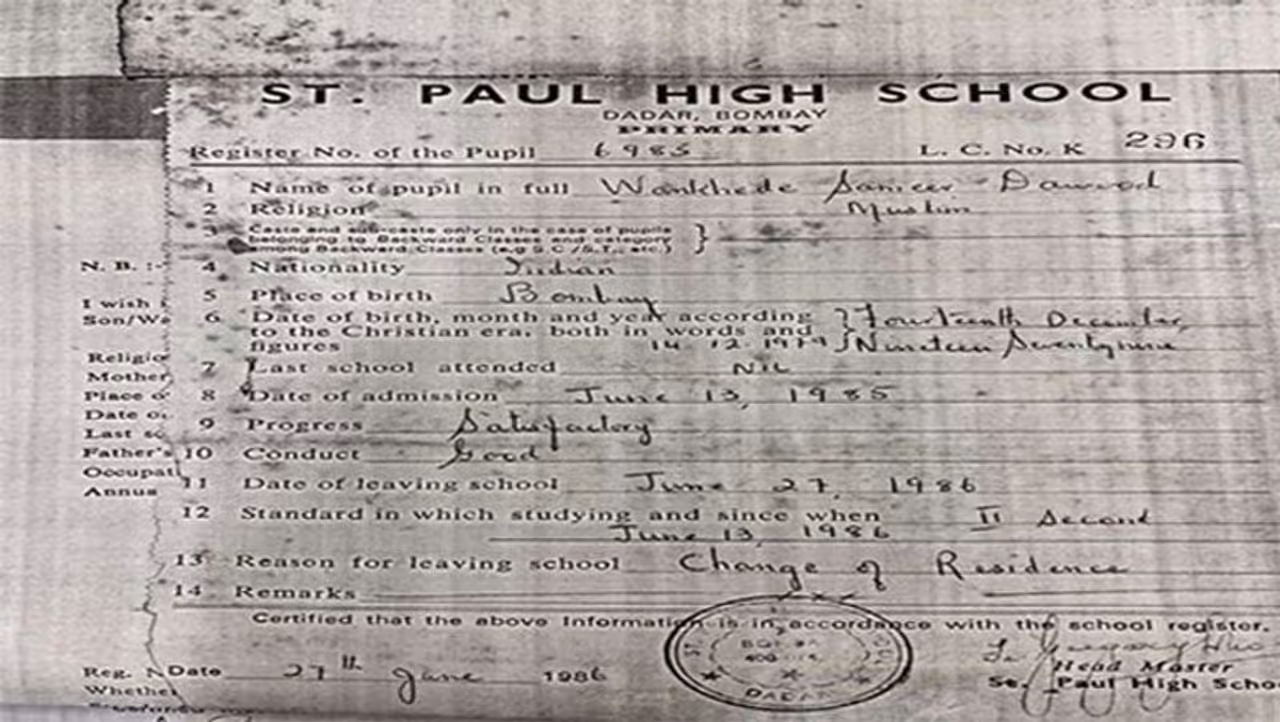 ST. PAUL HIGH SCHOOL
DADAR, BOMBAY
PRIMARY
Register No. of the Pupil 6985 L. C. No. K 296
1 Name of pupil in full Wankhede Sameer Dawood
2 Religion Muslim
3 Caste and sub-caste only in the case of pupils
belonging to Backward Classes and category
among Backward Classes (e.g S.C./S.T., etc.)
N. B. :- 4 Nationality Indian
5 Place of birth Bombay
I wish
Son/Wa 6 Date of birth, month and year according Fourteenth December,
to the Christian era, both in words and
figures 14. 12. 1979 Nineteen Seventynine
Religio 7 Last school attended Nil
Mother
Place o 8 Date of admission June 13, 1985
Date o
Last sc 9 Progress Satisfactory
Father's 10 Conduct Good
Occupati
Annua 11 Date of leaving school June 27, 1986
12 Standard in which studying and since when II Second
June 13, 1986
13 Reason for leaving school Change of Residence
14 Remarks
Certified that the above Information is in accordance with the school register.
DADAR
Reg. N Date 27th June 1986
Head Master
Whether St. Paul High Scho